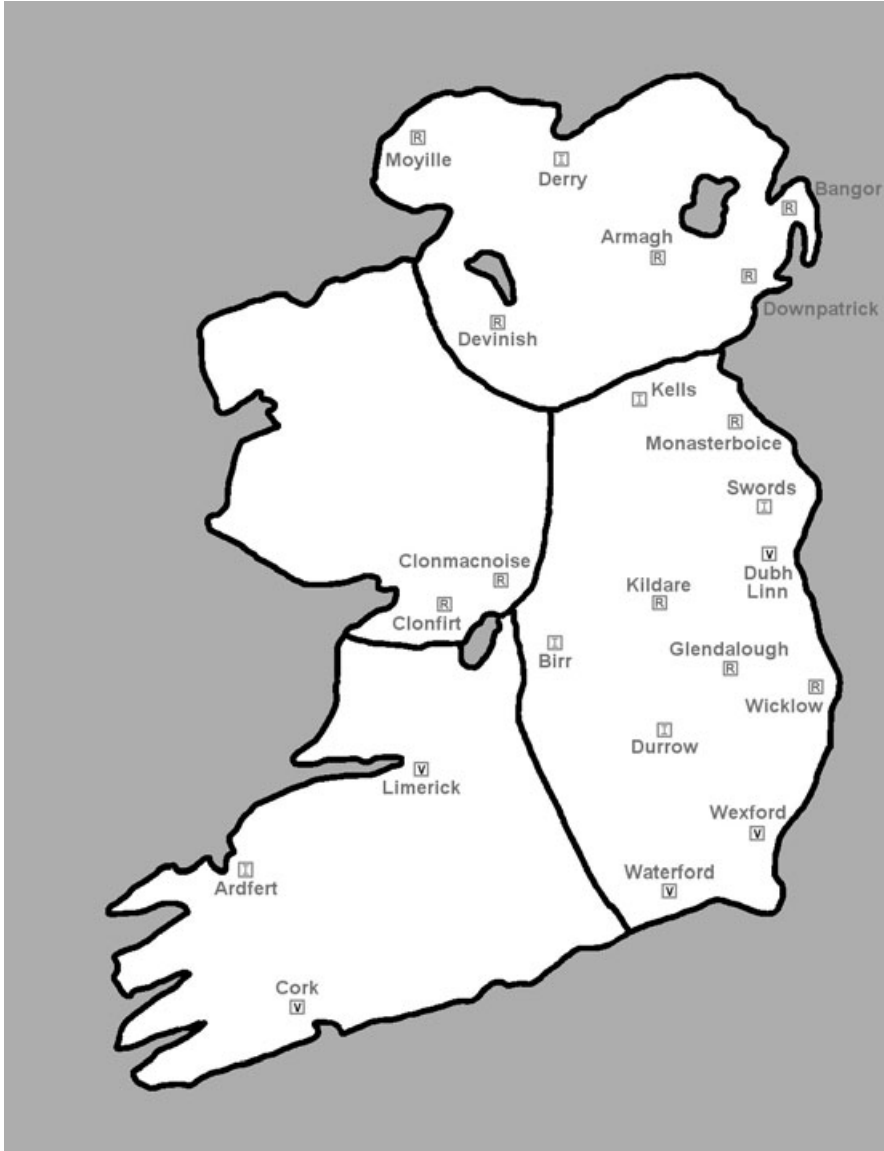 R
Moyille
I
Derry
Bangor
R
Armagh
R
R
Downpatrick
R
Devinish
I
Kells
R
Monasterboice
Swords
I
V
Dubh
Linn
Clonmacnoise
R
R
Clonfirt
Kildare
R
I
Birr
Glendalough
R
R
Wicklow
I
Durrow
V
Limerick
Wexford
V
I
Ardfert
Waterford
V
Cork
V